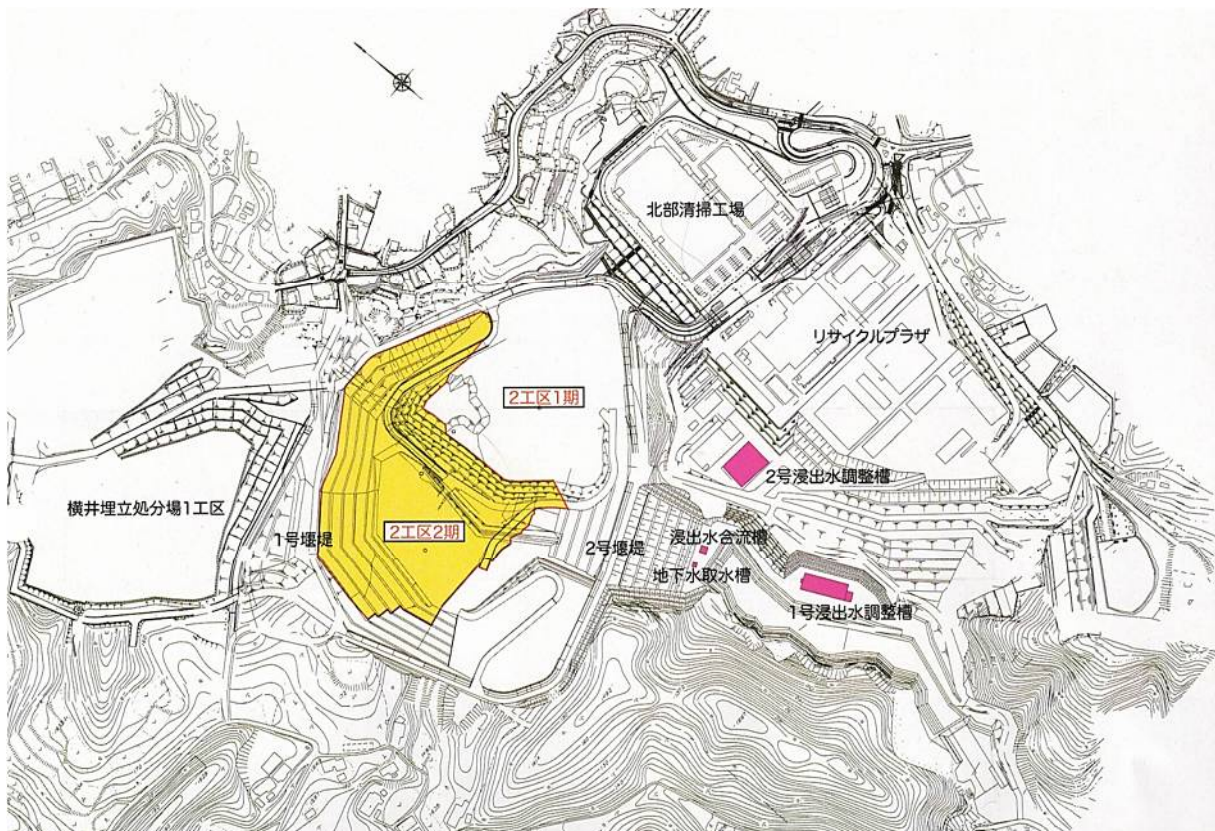 北部清掃工場
リサイクルプラザ
2工区1期
2号浸出水調整槽
横井埋立処分場1工区
1号堰堤
2工区2期
2号堰堤
浸出水合流槽
地下水取水槽
1号浸出水調整槽